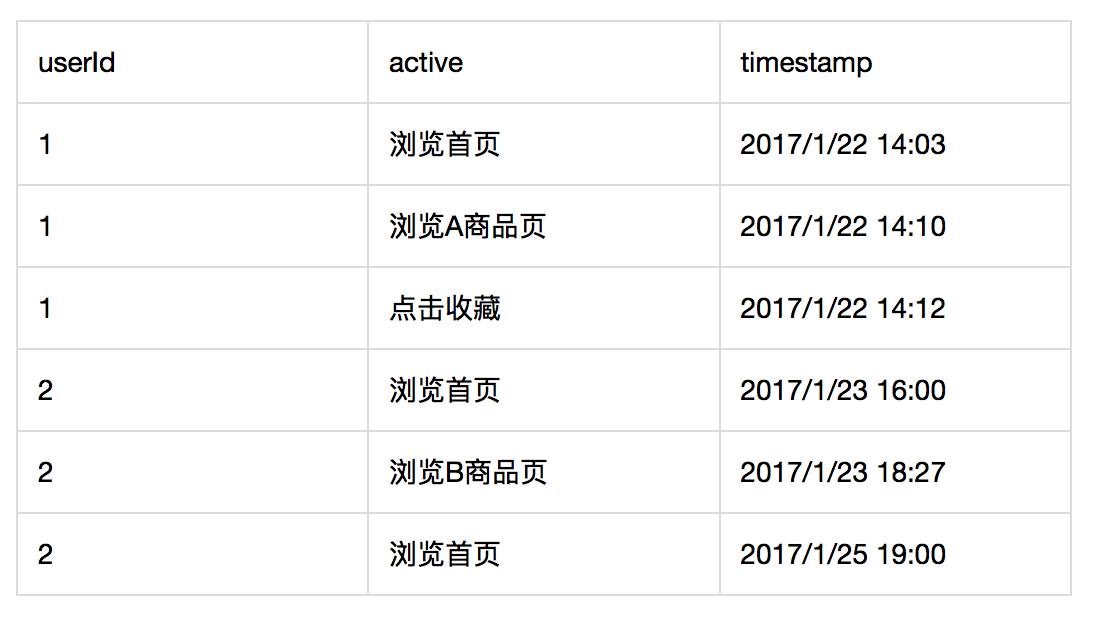 userId active timestamp
1 浏览首页 2017/1/22 14:03
1 浏览A商品页 2017/1/22 14:10
1 点击收藏 2017/1/22 14:12
2 浏览首页 2017/1/23 16:00
2 浏览B商品页 2017/1/23 18:27
2 浏览首页 2017/1/25 19:00